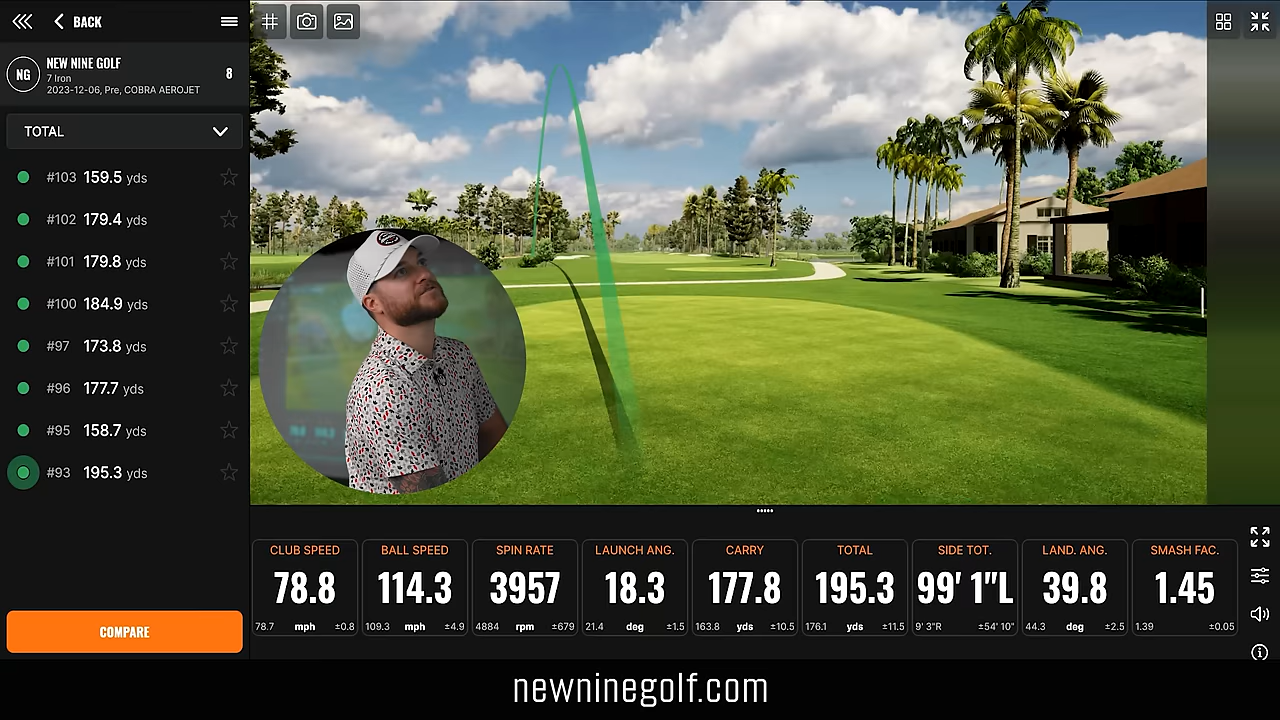 BACK
NG
NEW NINE GOLF
7 Iron
2023-12-06, Pre, COBRA AEROJET
8
TOTAL
#103 159.5 yds
#102 179.4 yds
#101 179.8 yds
#100 184.9 yds
#97 173.8 yds
#96 177.7 yds
#95 158.7 yds
#93 195.3 yds
COMPARE
CLUB SPEED
78.8
78.7 mph ±0.8
BALL SPEED
114.3
109.3 mph ±4.9
SPIN RATE
3957
4884 rpm ±679
LAUNCH ANG.
18.3
21.4 deg ±1.5
CARRY
177.8
163.8 yds ±10.5
TOTAL
195.3
176.1 yds ±11.5
SIDE TOT.
99' 1"L
9' 3"R ±54' 10"
LAND. ANG.
39.8
44.3 deg ±2.5
SMASH FAC.
1.45
1.39 ±0.05
newninegolf.com